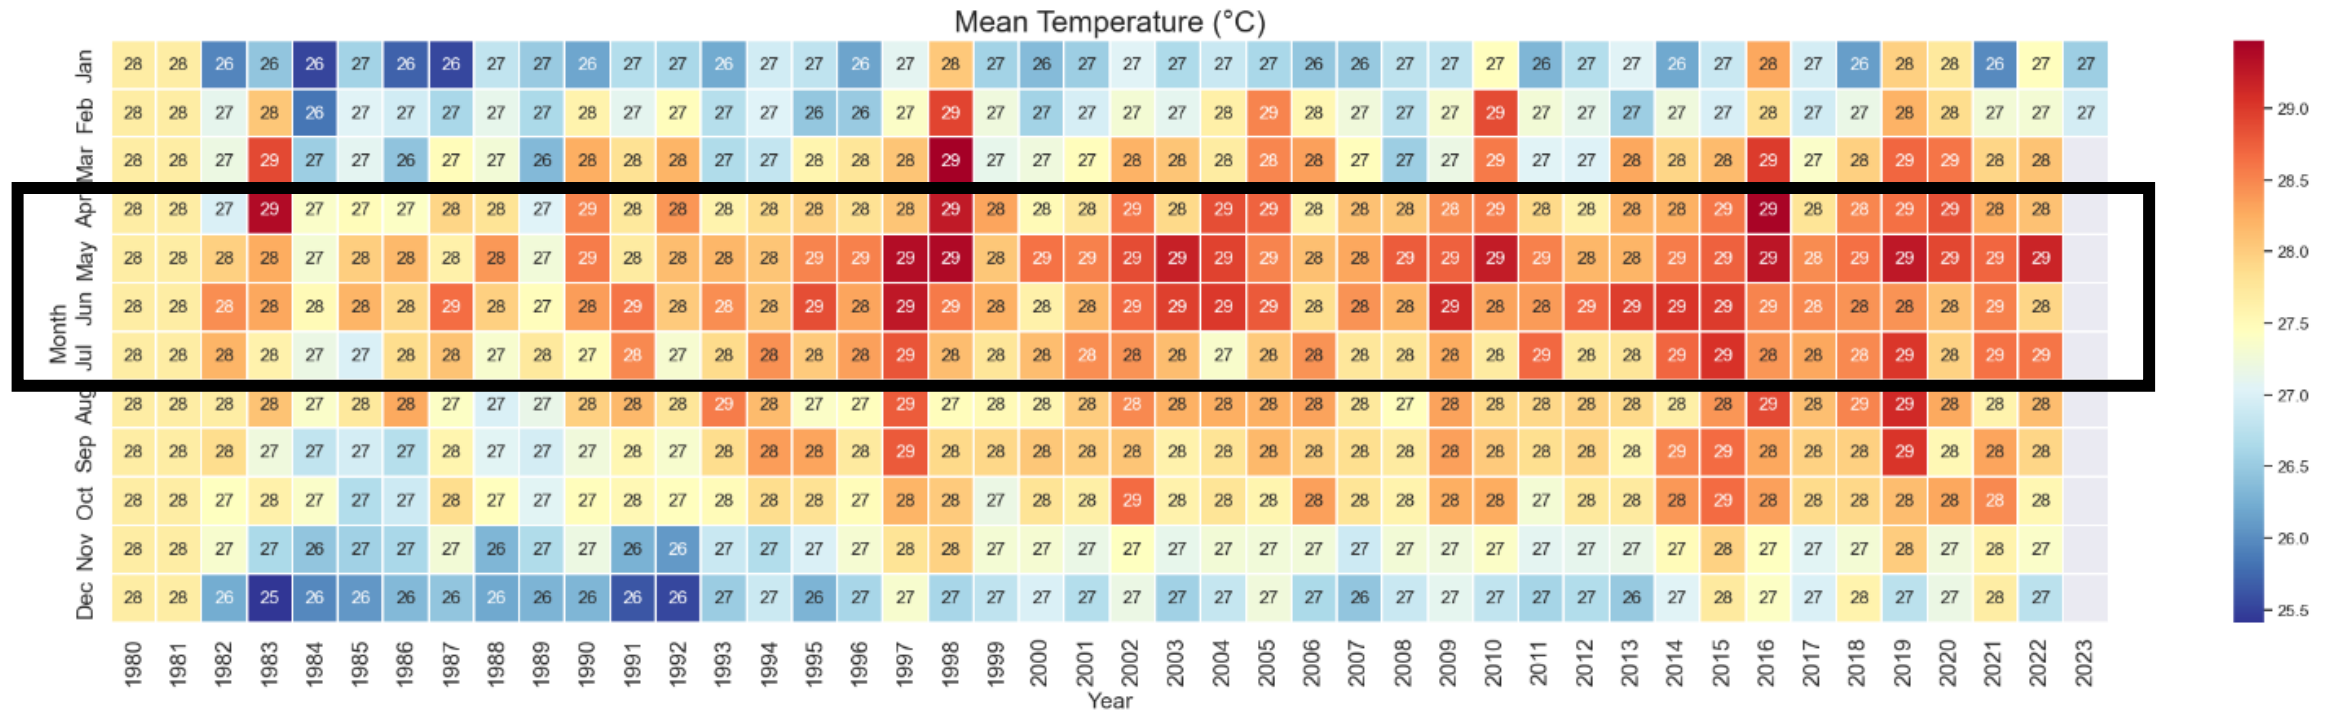 Mean Temperature (°C)
Jan 28 28 26 26 26 27 26 26 27 27 26 27 27 26 27 27 26 27 28 27 26 27 27 27 27 27 26 26 27 27 27 26 27 27 26 27 28 27 26 28 28 26 27 27
Feb 28 28 27 28 26 27 27 27 27 27 28 27 27 27 27 26 26 27 29 27 27 27 27 27 28 29 28 27 27 27 29 27 27 27 27 27 28 27 27 28 28 27 27 27
Mar 28 28 27 29 27 27 26 27 27 26 28 28 28 27 27 28 28 28 29 27 27 27 28 28 28 28 28 27 27 27 29 27 27 28 28 28 29 27 28 29 29 28 28
Apr 28 28 27 29 27 27 27 28 28 27 29 28 28 28 28 28 28 28 29 28 28 28 29 28 29 29 28 28 28 28 29 28 28 28 28 29 29 28 28 29 29 28 28
May 28 28 28 28 27 28 28 28 28 27 29 28 28 28 28 29 29 29 29 28 29 29 29 29 29 29 28 28 29 29 29 29 28 28 29 29 29 28 29 29 29 29 29
Jun 28 28 28 28 28 28 28 29 28 27 28 29 28 28 28 29 28 29 29 28 28 28 29 29 29 29 28 28 28 29 28 28 29 29 29 29 29 28 28 28 28 29 28
Jul 28 28 28 28 27 27 28 28 27 28 27 28 27 28 28 28 28 29 28 28 28 28 28 28 27 28 28 28 28 28 28 29 28 28 29 29 28 28 28 29 28 29 29
Aug 28 28 28 28 27 28 28 27 27 27 28 28 28 29 28 27 27 29 27 28 28 28 28 28 28 28 28 28 27 28 28 28 28 28 28 28 29 28 29 29 28 28 28
Sep 28 28 28 27 27 27 27 28 27 27 27 28 27 28 28 28 28 29 28 28 28 28 28 28 28 28 28 28 28 28 28 28 28 28 29 29 28 28 28 29 28 28 28
Oct 28 28 27 28 27 27 27 28 27 27 27 28 27 28 28 28 27 28 28 27 28 28 29 28 28 28 28 28 28 28 28 27 28 28 28 29 28 28 28 28 28 28 28
Nov 28 28 27 27 26 27 27 27 26 27 27 26 26 27 27 27 27 28 28 27 27 27 27 27 27 27 27 27 27 27 27 27 27 27 27 28 27 27 27 28 27 28 27
Dec 28 28 26 25 26 26 26 26 26 26 26 26 26 27 27 26 27 27 27 27 27 27 27 27 27 27 27 26 27 27 27 27 27 26 27 28 27 27 28 27 27 28 27
Month
1980 1981 1982 1983 1984 1985 1986 1987 1988 1989 1990 1991 1992 1993 1994 1995 1996 1997 1998 1999 2000 2001 2002 2003 2004 2005 2006 2007 2008 2009 2010 2011 2012 2013 2014 2015 2016 2017 2018 2019 2020 2021 2022 2023
Year
29.0
28.5
28.0
27.5
27.0
26.5
26.0
25.5